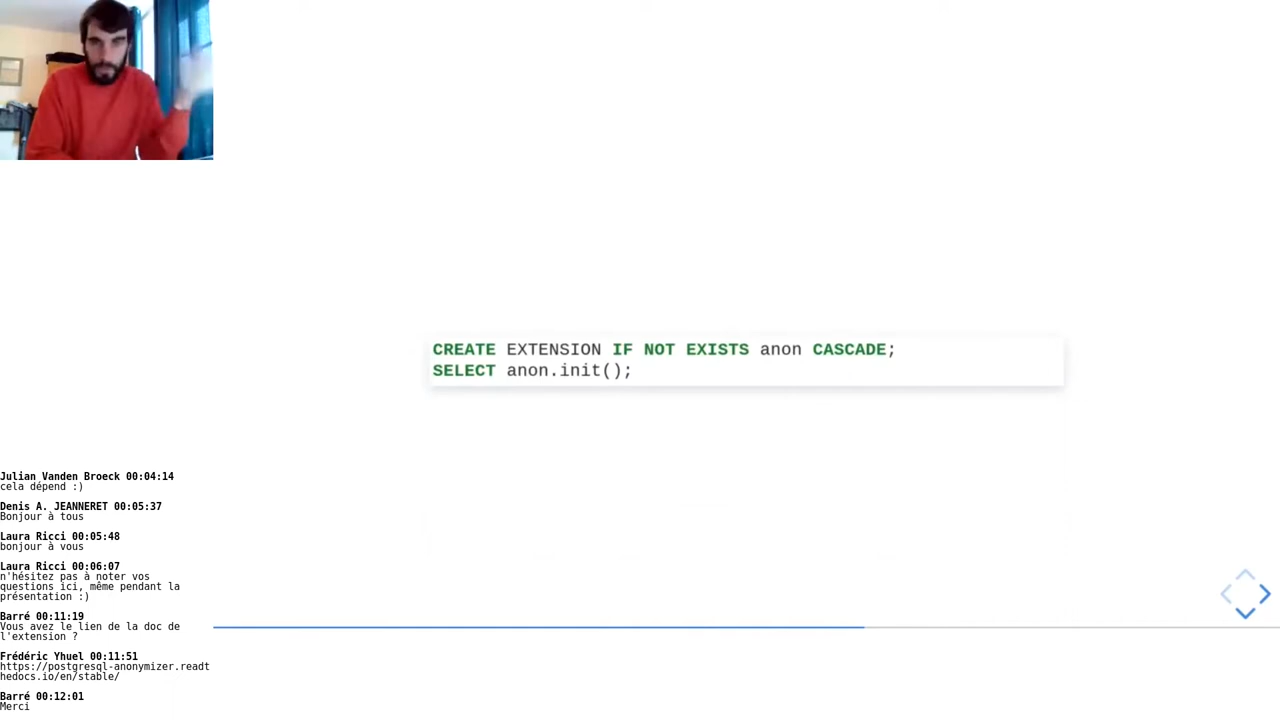 CREATE EXTENSION IF NOT EXISTS anon CASCADE;
SELECT anon.init();
Julian Vanden Broeck 00:04:14
cela dépend :)
Denis A. JEANNERET 00:05:37
Bonjour à tous
Laura Ricci 00:05:48
bonjour à vous
Laura Ricci 00:06:07
n'hésitez pas à noter vos
questions ici, même pendant la
présentation :)
Barré 00:11:19
Vous avez le lien de la doc de
l'extension ?
Frédéric Yhuel 00:11:51
https://postgresql-anonymizer.readt
hedocs.io/en/stable/
Barré 00:12:01
Merci